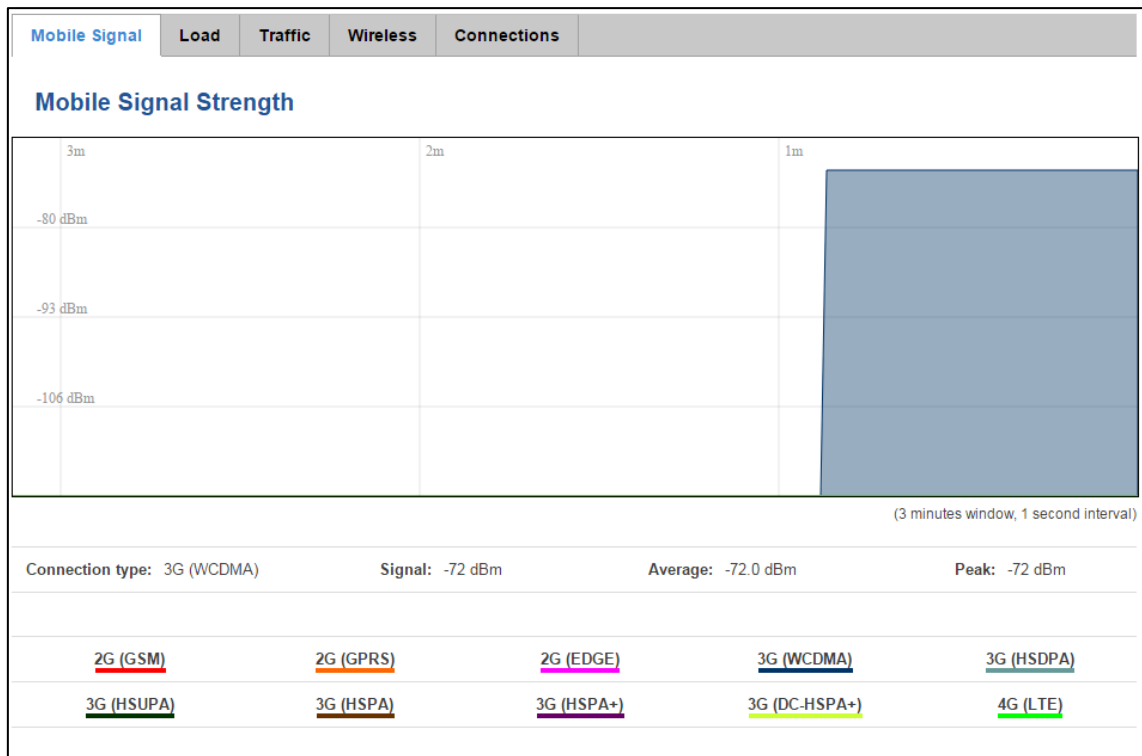 Mobile Signal Load Traffic Wireless Connections
Mobile Signal Strength
3m 2m 1m
-80 dBm
-93 dBm
-106 dBm
(3 minutes window, 1 second interval)
Connection type: 3G (WCDMA) Signal: -72 dBm Average: -72.0 dBm Peak: -72 dBm
2G (GSM) 2G (GPRS) 2G (EDGE) 3G (WCDMA) 3G (HSDPA)
3G (HSUPA) 3G (HSPA) 3G (HSPA+) 3G (DC-HSPA+) 4G (LTE)